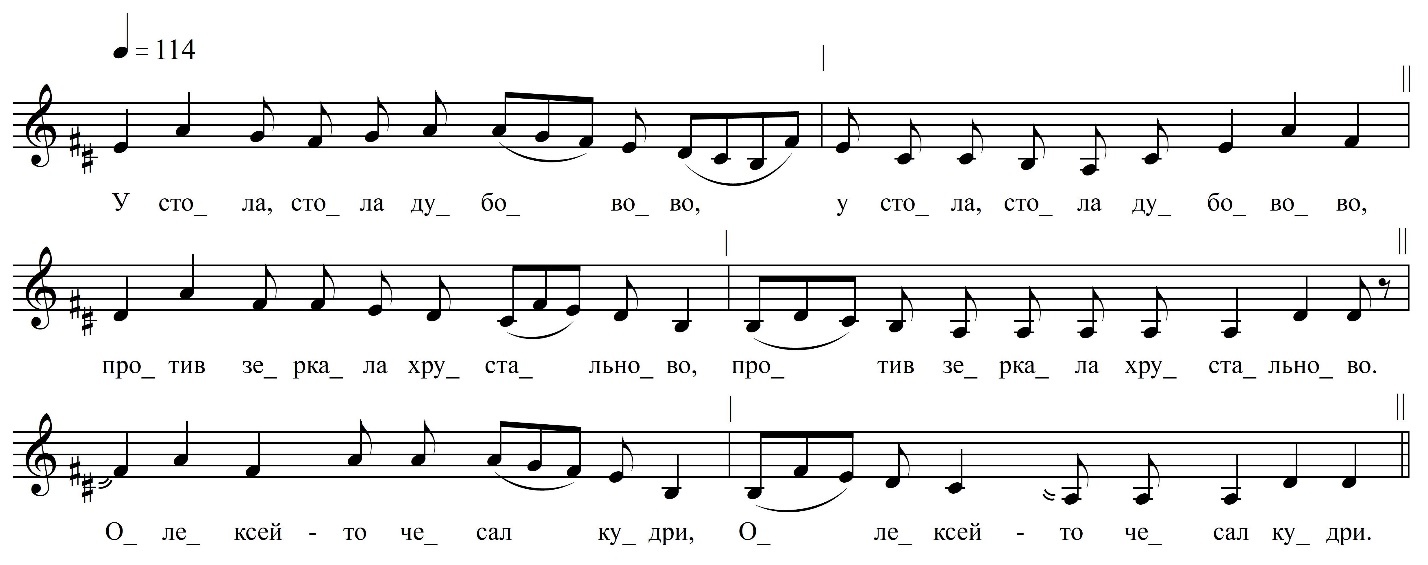 = 114
У сто_ ла, сто_ ла ду_ бо_ во_ во, у сто_ ла, сто_ ла ду_ бо_ во_ во,
про_ тив зе_ рка_ ла хру_ ста_ льно_ во, про_ тив зе_ рка_ ла хру_ ста_ льно_ во.
О_ ле_ ксей - то че_ сал ку_ дри, О_ ле_ ксей - то че_ сал ку_ дри.